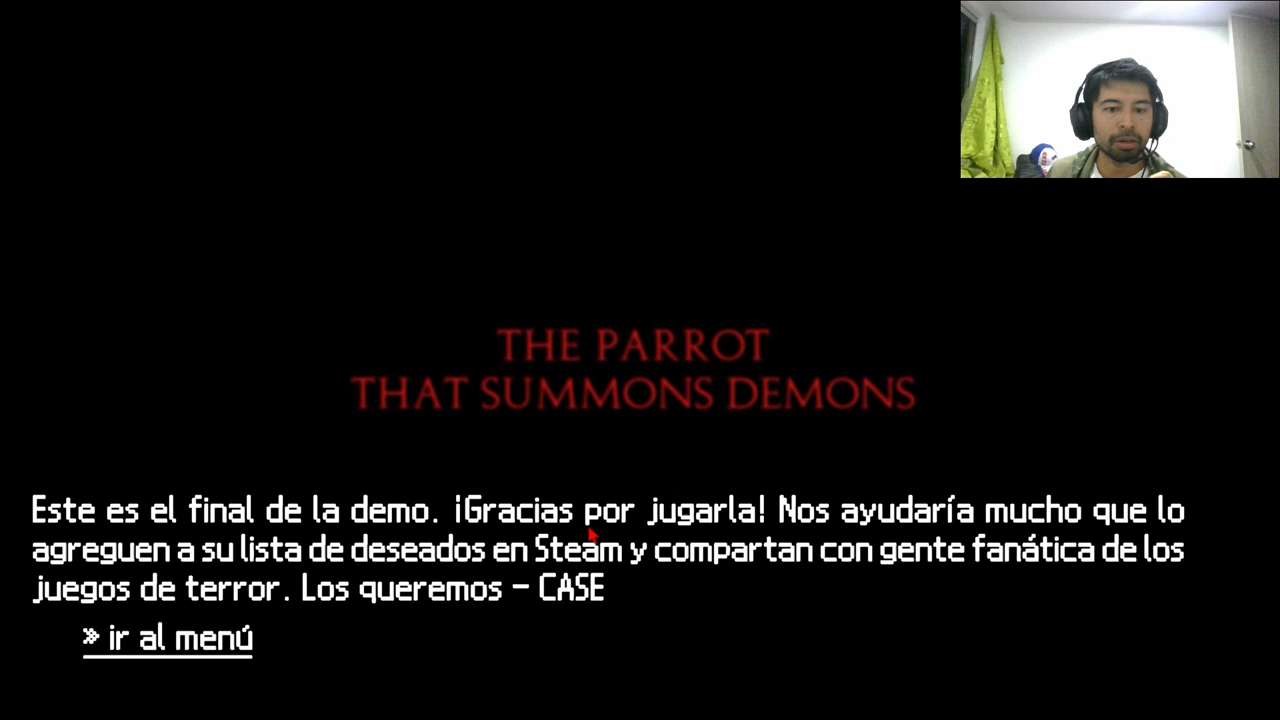 THE PARROT
THAT SUMMONS DEMONS
Este es el final de la demo. ¡Gracias por jugarla! Nos ayudaría mucho que lo
agreguen a su lista de deseados en Steam y compartan con gente fanática de los
juegos de terror. Los queremos - CASE
» ir al menú